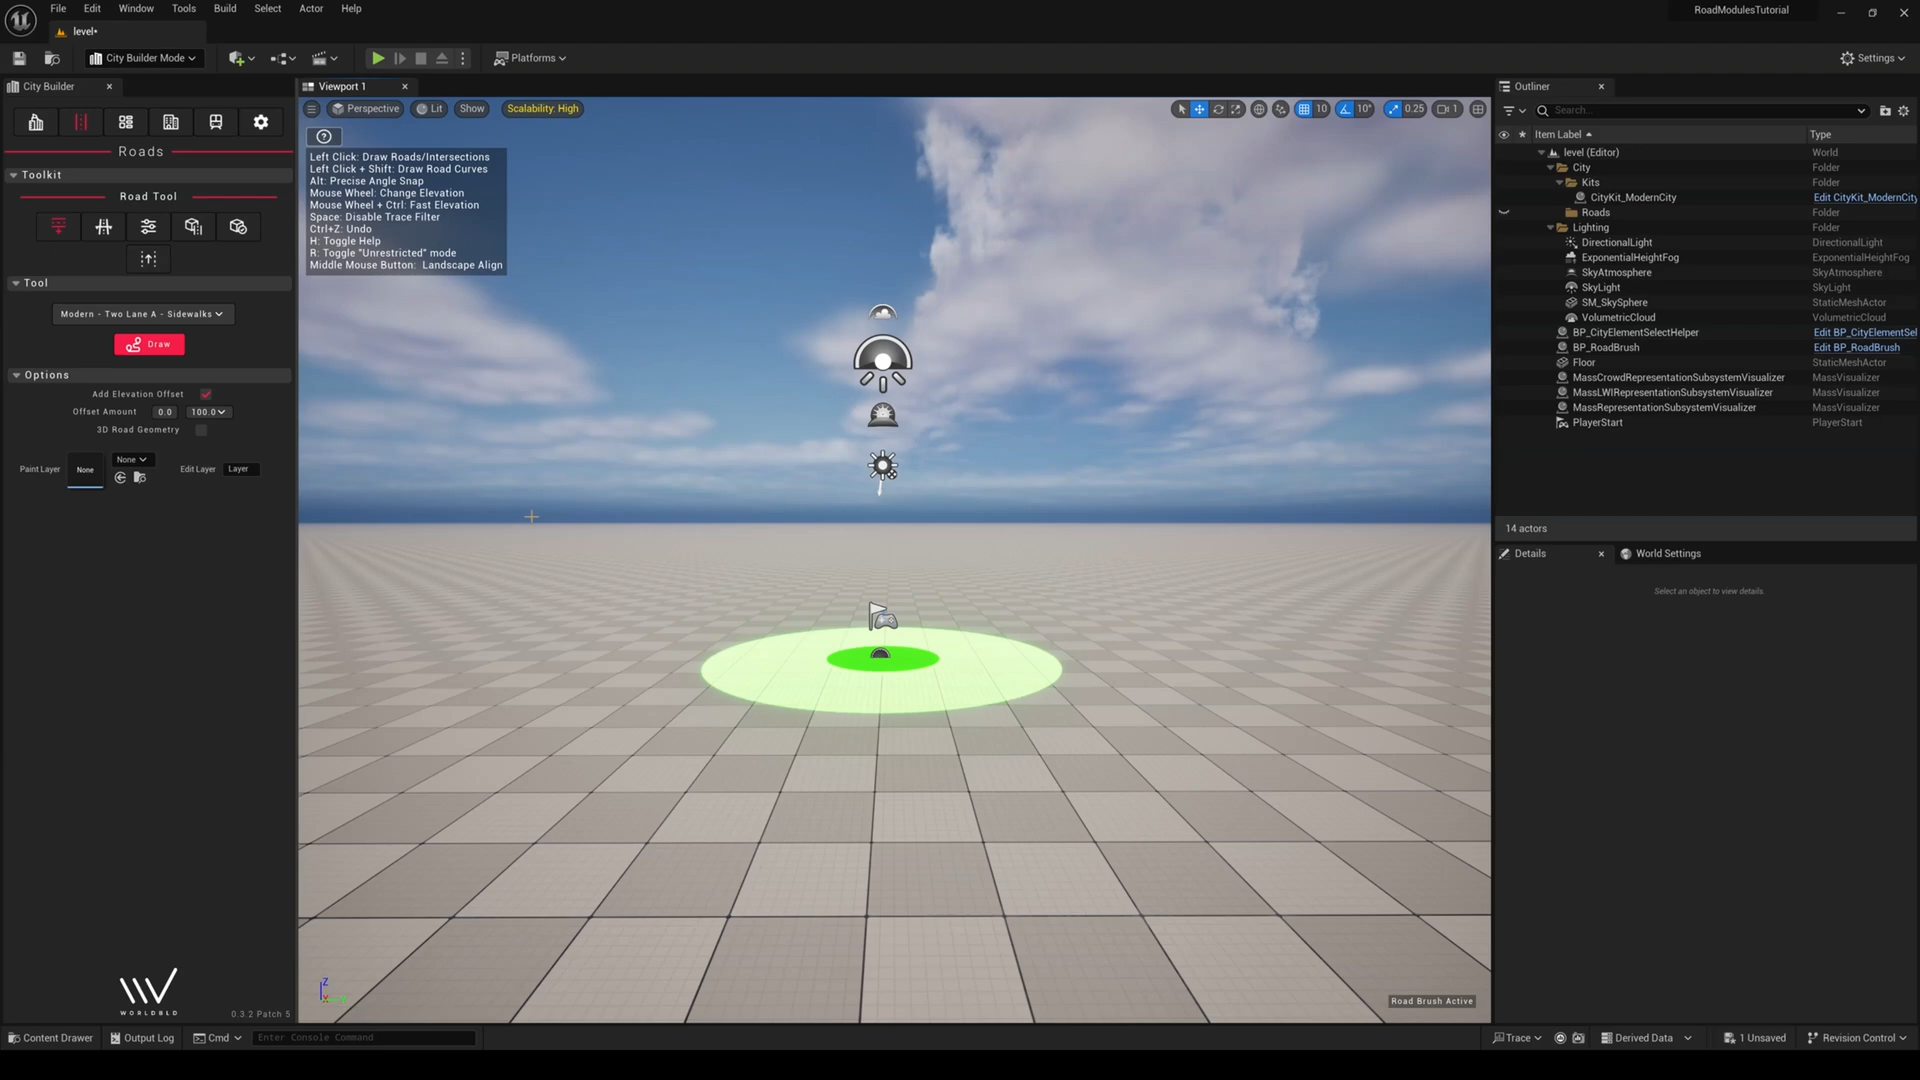 File Edit Window Tools Build Select Actor Help
RoadModulesTutorial
level•
City Builder Mode
Platforms
Settings
City Builder
Viewport 1
Outliner
Perspective
Lit
Show
Scalability: High
10
10°
0.25
1
Search...
Roads
Toolkit
Road Tool
Tool
Modern - Two Lane A - Sidewalks
Draw
Options
Add Elevation Offset
Offset Amount 0.0 100.0
3D Road Geometry
Paint Layer None None Edit Layer Layer
Left Click: Draw Roads/Intersections
Left Click + Shift: Draw Road Curves
Alt: Precise Angle Snap
Mouse Wheel: Change Elevation
Mouse Wheel + Ctrl: Fast Elevation
Space: Disable Trace Filter
Ctrl+Z: Undo
H: Toggle Help
R: Toggle "Unrestricted" mode
Middle Mouse Button: Landscape Align
Item Label Type
level (Editor) World
City Folder
Kits Folder
CityKit_ModernCity Edit CityKit_ModernCity
Roads Folder
Lighting Folder
DirectionalLight DirectionalLight
ExponentialHeightFog ExponentialHeightFog
SkyAtmosphere SkyAtmosphere
SkyLight SkyLight
SM_SkySphere StaticMeshActor
VolumetricCloud VolumetricCloud
BP_CityElementSelectHelper Edit BP_CityElementSel
BP_RoadBrush Edit BP_RoadBrush
Floor StaticMeshActor
MassCrowdRepresentationSubsystemVisualizer MassVisualizer
MassLWIRepresentationSubsystemVisualizer MassVisualizer
MassRepresentationSubsystemVisualizer MassVisualizer
PlayerStart PlayerStart
14 actors
Details
World Settings
Select an object to view details
Z
WORLDBLD
0.3.2 Patch 5
Road Brush Active
Content Drawer
Output Log
Cmd
Enter Console Command
Trace
Derived Data
1 Unsaved
Revision Control